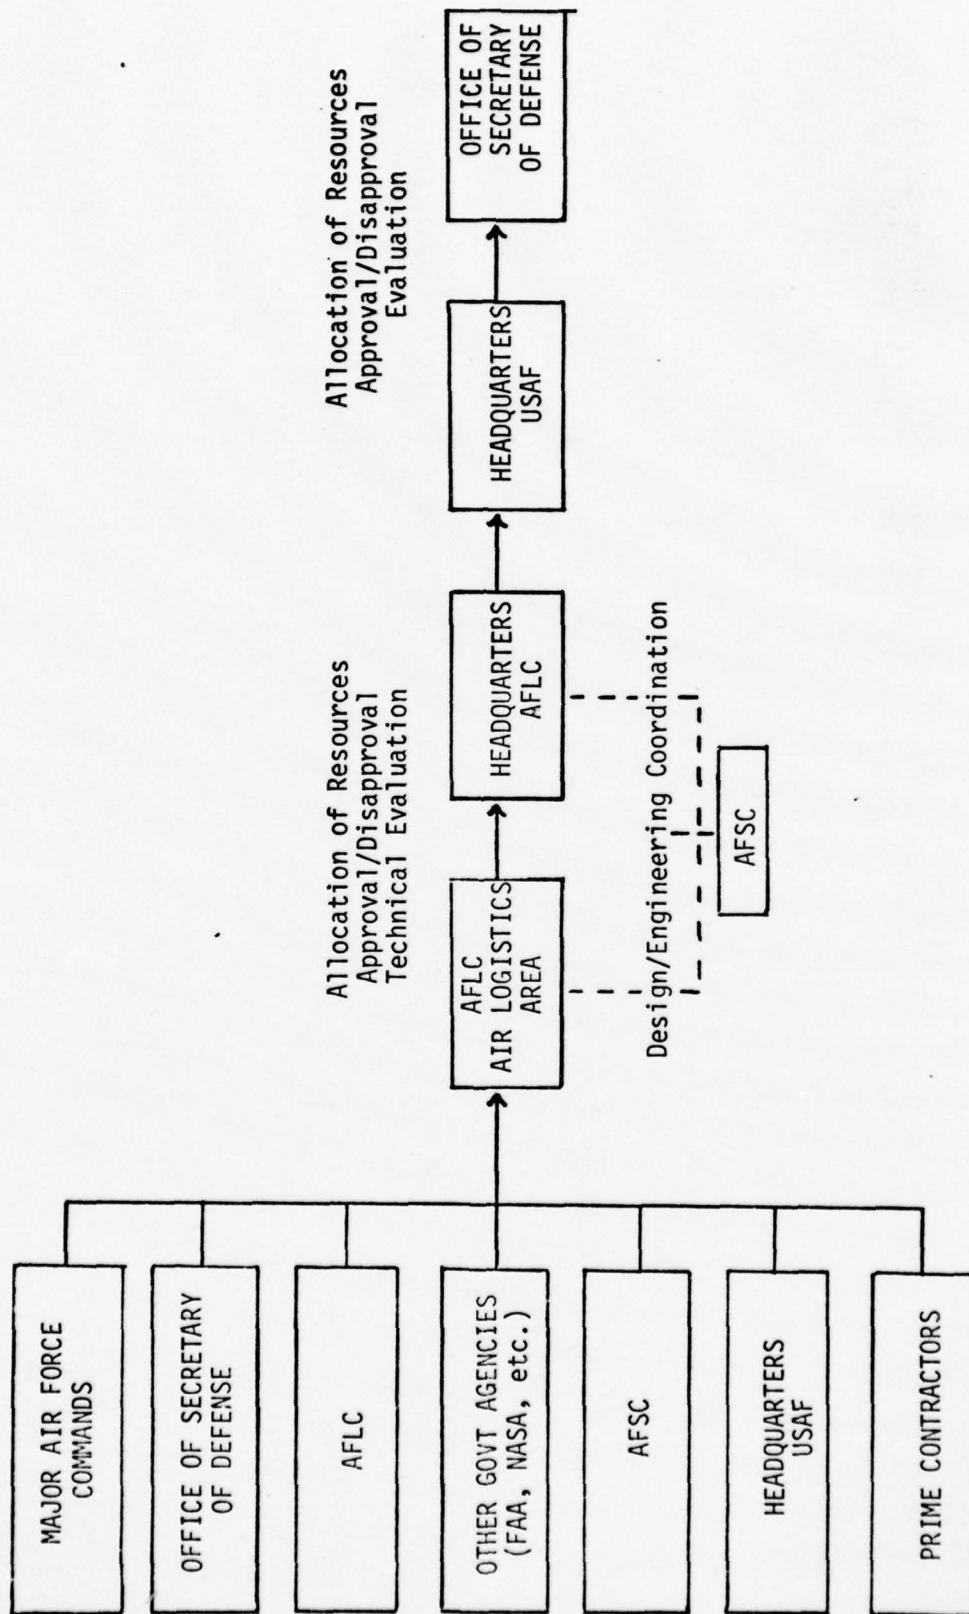 MAJOR AIR FORCE
COMMANDS
OFFICE OF SECRETARY
OF DEFENSE
AFLC
OTHER GOVT AGENCIES
(FAA, NASA, etc.)
AFSC
HEADQUARTERS
USAF
PRIME CONTRACTORS
Allocation of Resources
Approval/Disapproval
Technical Evaluation
AFLC
AIR LOGISTICS
AREA
HEADQUARTERS
AFLC
Design/Engineering Coordination
AFSC
Allocation of Resources
Approval/Disapproval
Evaluation
HEADQUARTERS
USAF
OFFICE OF
SECRETARY
OF DEFENSE